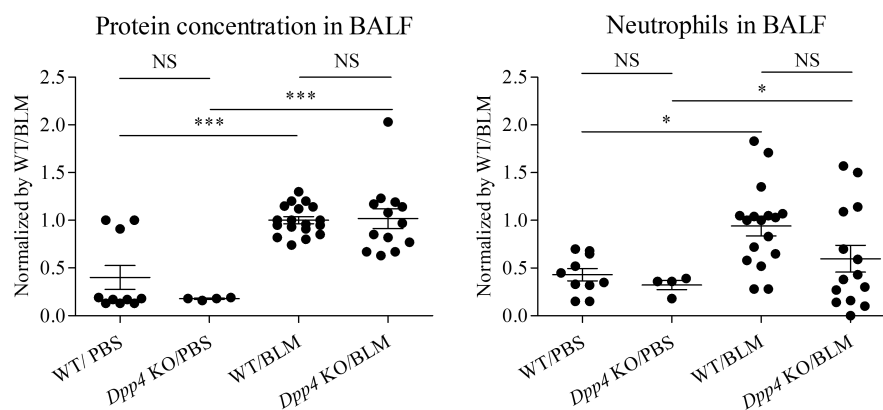 Protein concentration in BALF
NS
NS
***
***
Normalized by WT/BLM
2.5
2.0
1.5
1.0
0.5
0.0
WT/ PBS
Dpp4 KO/PBS
WT/BLM
Dpp4 KO/BLM
Neutrophils in BALF
NS
NS
*
*
Normalized by WT/BLM
2.5
2.0
1.5
1.0
0.5
0.0
WT/PBS
Dpp4 KO/PBS
WT/BLM
Dpp4 KO/BLM